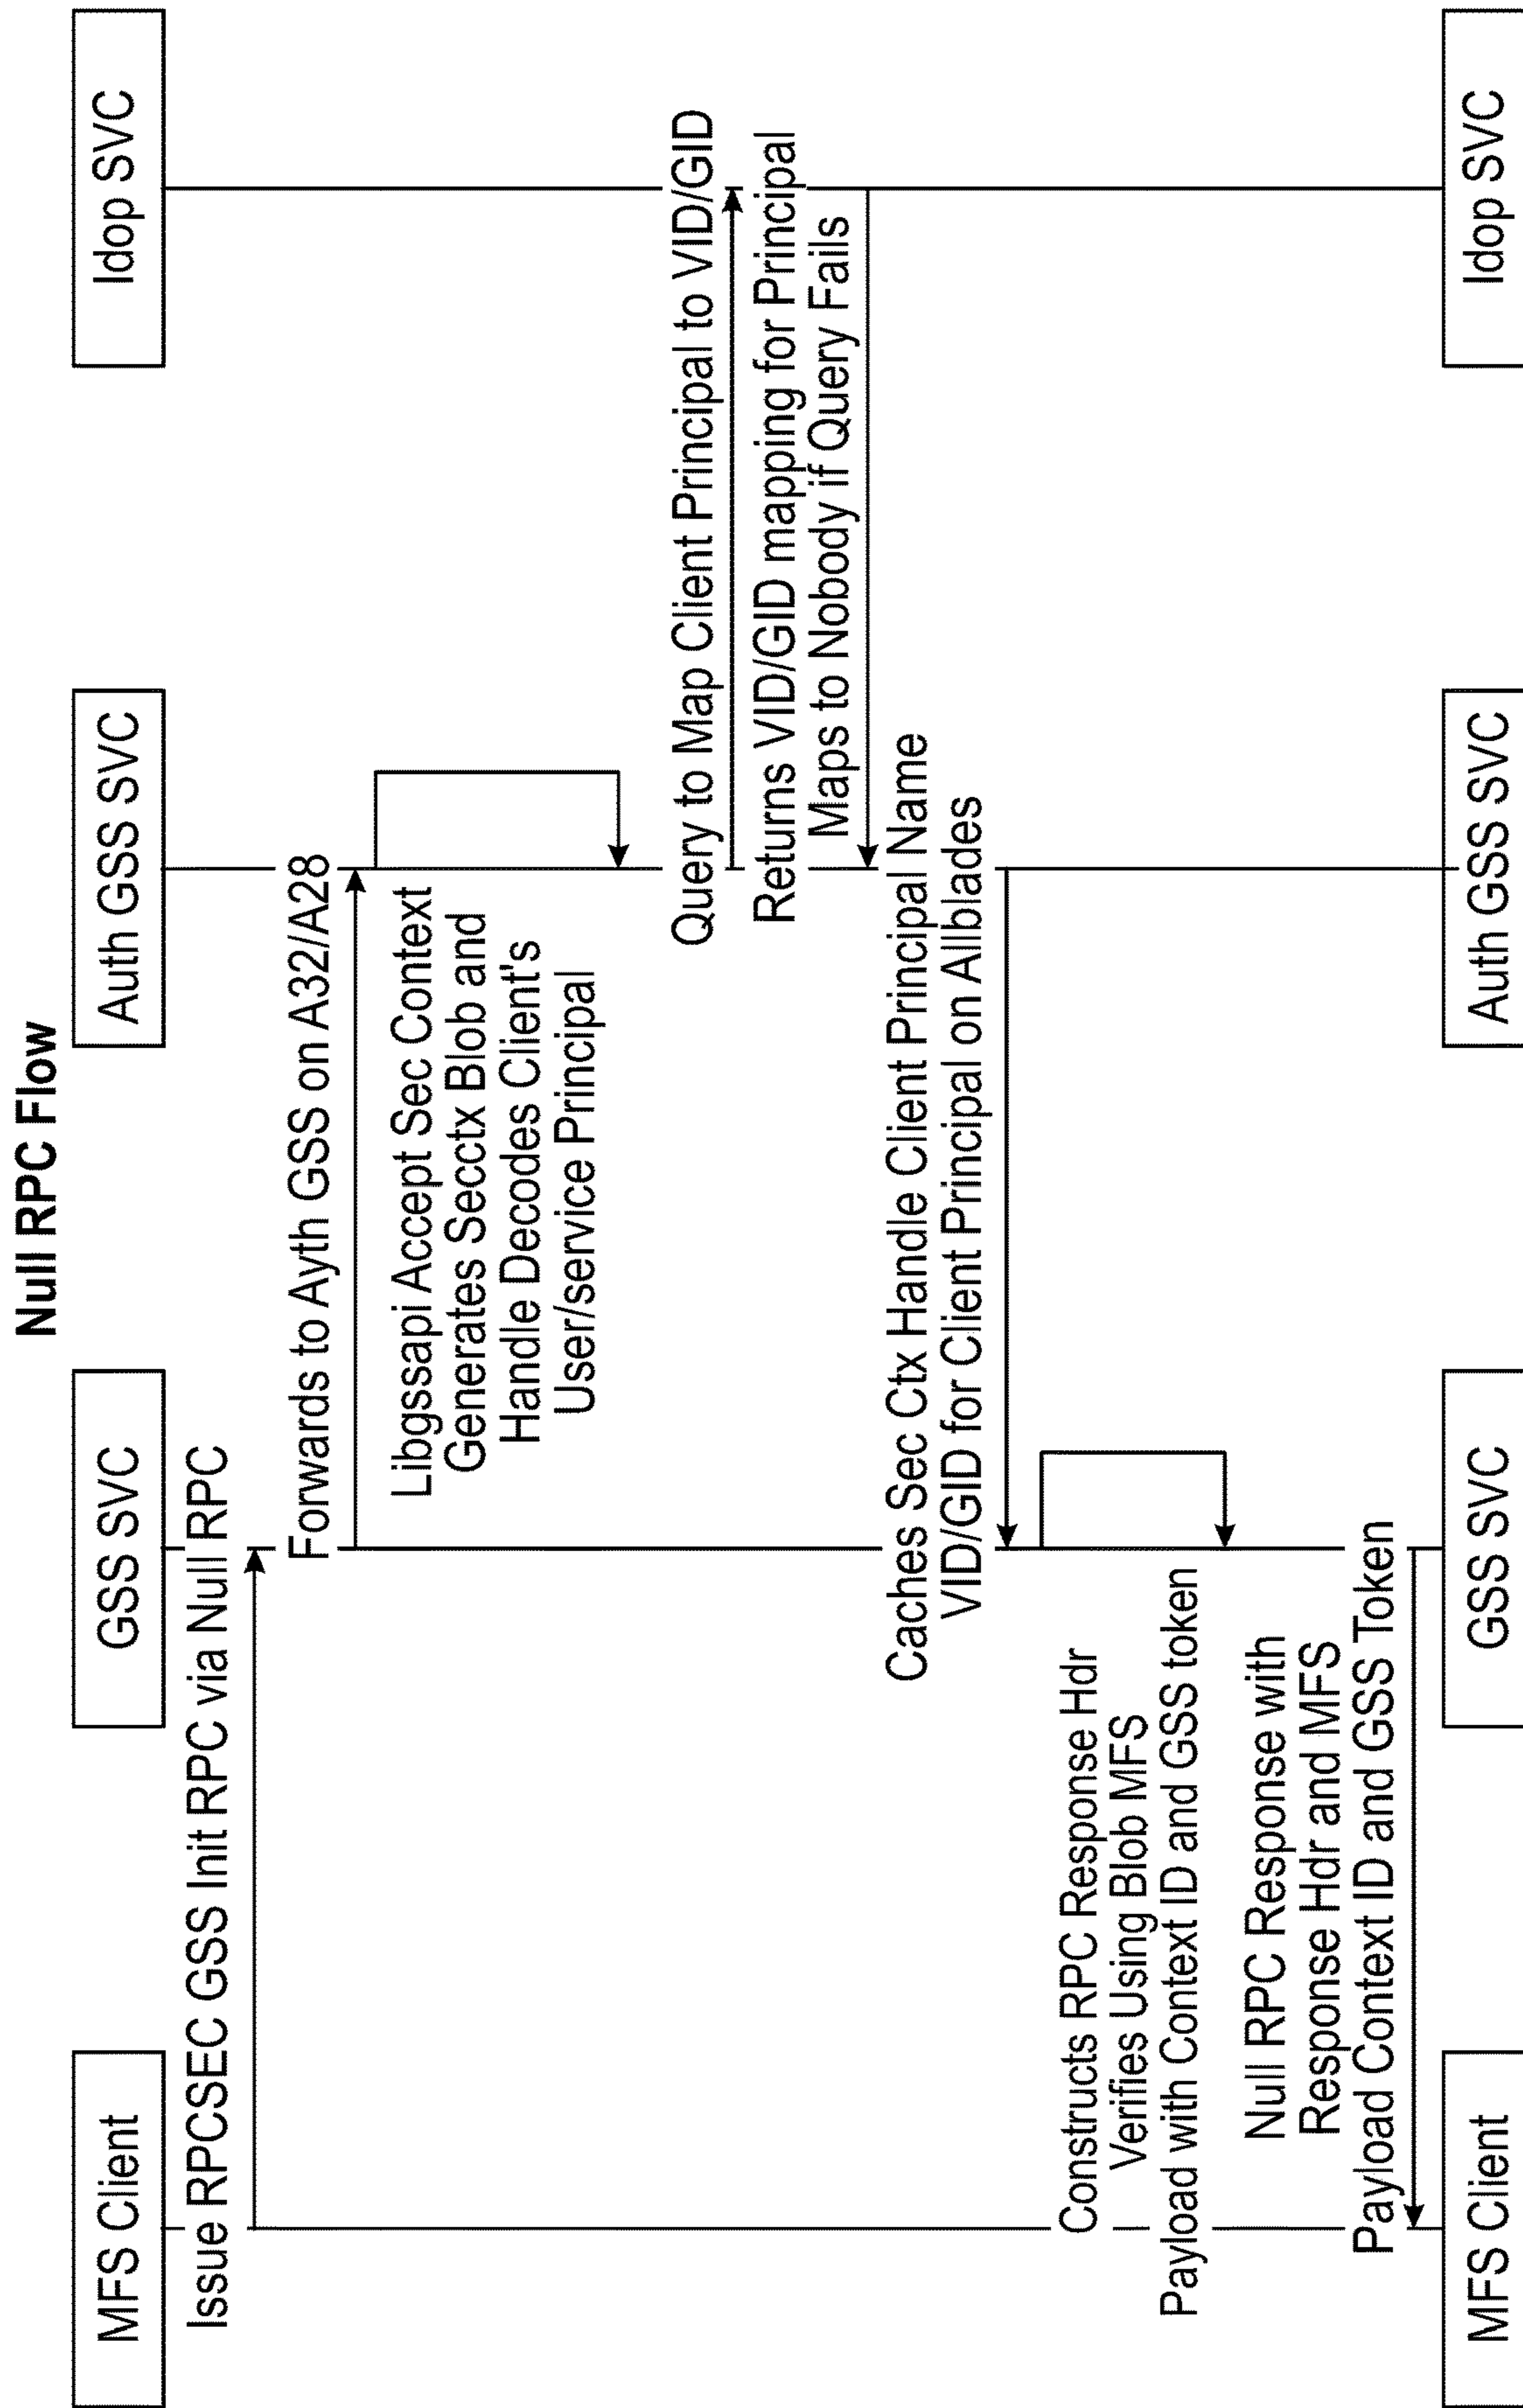 Null RPC Flow
MFS Client
GSS SVC
Auth GSS SVC
Idop SVC
Issue RPCSEC GSS Init RPC via Null RPC
Forwards to Ayth GSS on A32/A28
Libgssapi Accept Sec Context
Generates Secctx Blob and
Handle Decodes Client's
User/service Principal
Query to Map Client Principal to VID/GID
Returns VID/GID mapping for Principal
Maps to Nobody if Query Fails
Caches Sec Ctx Handle Client Principal Name
VID/GID for Client Principal on Allblades
Constructs RPC Response Hdr
Verifies Using Blob MFS
Payload with Context ID and GSS token
Null RPC Response with
Response Hdr and MFS
Payload Context ID and GSS Token
MFS Client
GSS SVC
Auth GSS SVC
Idop SVC